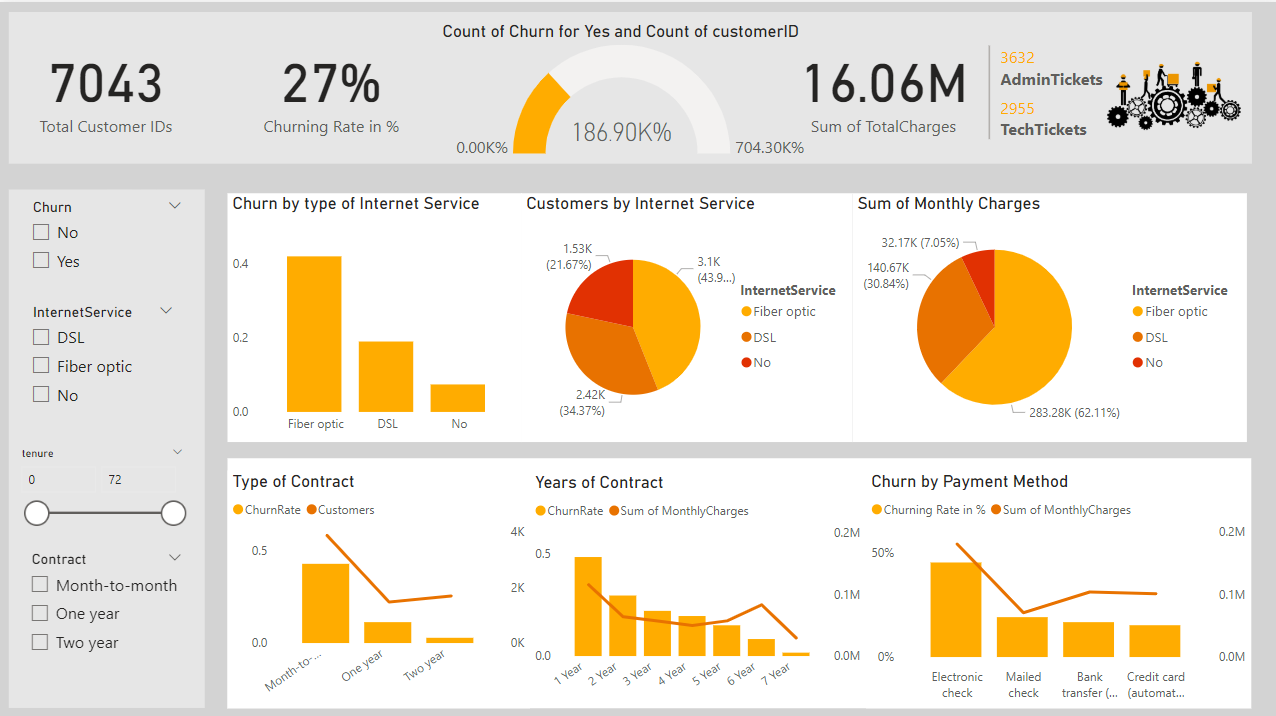 Count of Churn for Yes and Count of customerID
7043
Total Customer IDs
27%
Churning Rate in %
0.00K%
186.90K%
704.30K%
16.06M
Sum of TotalCharges
3632
AdminTickets
2955
TechTickets
Churn
No
Yes
InternetService
DSL
Fiber optic
No
tenure
0 72
Contract
Month-to-month
One year
Two year
Churn by type of Internet Service
0.4
0.2
0.0
Fiber optic DSL No
Customers by Internet Service
1.53K
(21.67%)
3.1K
(43.9...)
2.42K
(34.37%)
InternetService
Fiber optic
DSL
No
Sum of Monthly Charges
32.17K (7.05%)
140.67K
(30.84%)
283.28K (62.11%)
InternetService
Fiber optic
DSL
No
Type of Contract
ChurnRate Customers
0.5
0.0
4K
2K
0K
Month-to-...
One year
Two year
Years of Contract
ChurnRate Sum of MonthlyCharges
0.5
0.0
0.2M
0.1M
0.0M
1 Year
2 Year
3 Year
4 Year
5 Year
6 Year
7 Year
Churn by Payment Method
Churning Rate in % Sum of MonthlyCharges
50%
0%
0.2M
0.1M
0.0M
Electronic
check
Mailed
check
Bank
transfer (...
Credit card
(automat...